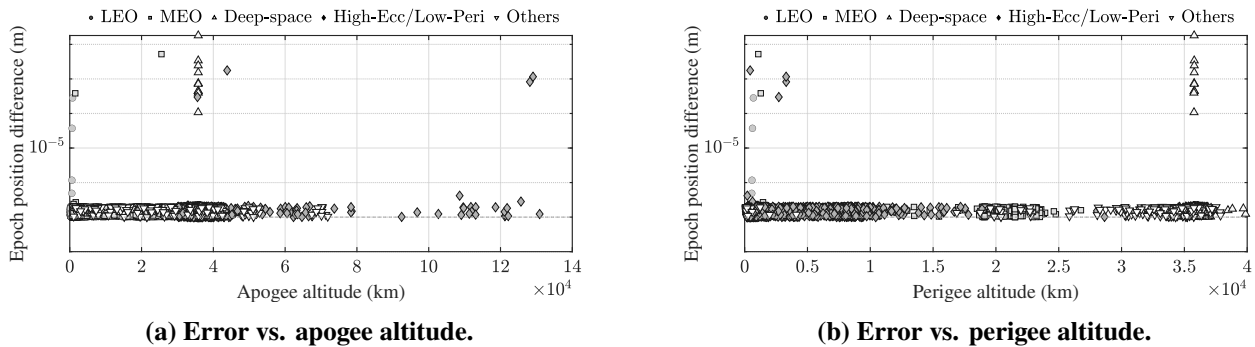 LEO MEO Deep-space High-Ecc/Low-Peri Others
Epoch position difference (m)
10^-5
0 2 4 6 8 10 12 14
Apogee altitude (km)
×10^4
(a) Error vs. apogee altitude.
LEO MEO Deep-space High-Ecc/Low-Peri Others
Epoch position difference (m)
10^-5
0 0.5 1 1.5 2 2.5 3 3.5 4
Perigee altitude (km)
×10^4
(b) Error vs. perigee altitude.